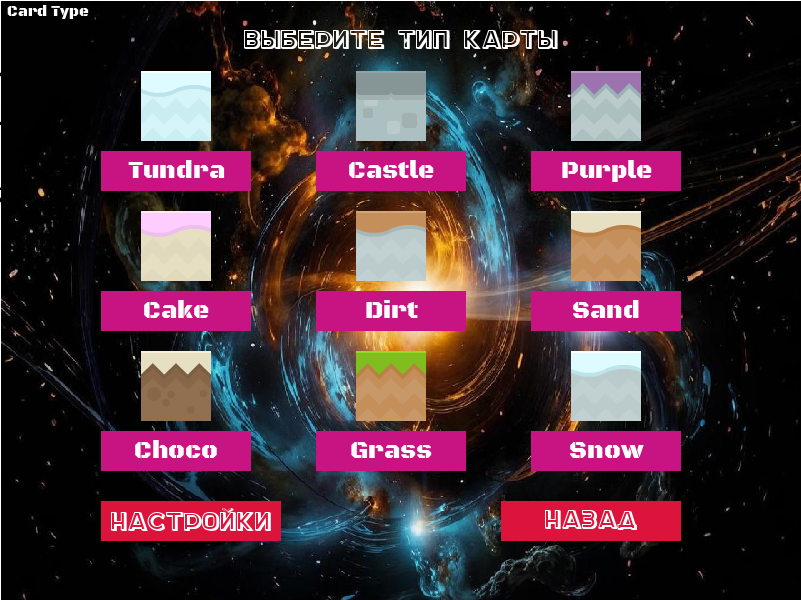 Card Type
ВЫБЕРИТЕ ТИП КАРТЫ
Tundra
Castle
Purple
Cake
Dirt
Sand
Choco
Grass
Snow
НАСТРОЙКИ
НАЗАД